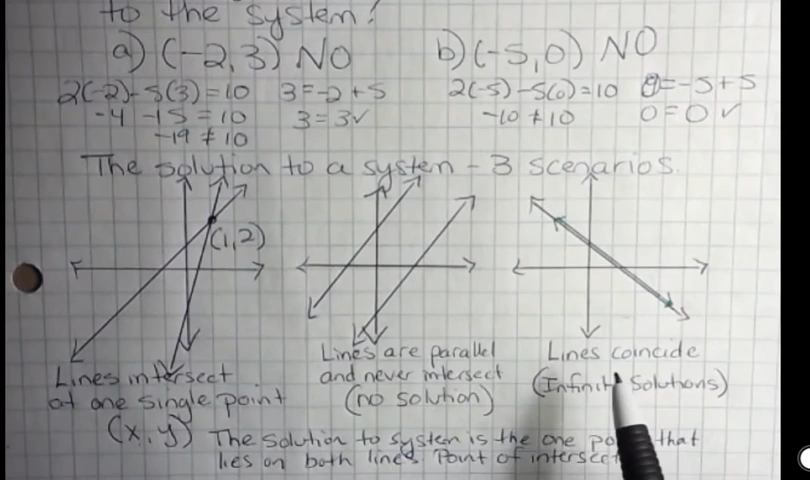 to the system?
a) (-2,3) NO b) (-5,0) NO
2(-2)-5(3)=10 3=-2+5 2(-5)-5(0)=10 0=-5+5
-4 -15 = 10 3=3✓ -10≠10 0=0✓
-19≠10
The solution to a system - 3 scenarios.
(1,2)
Lines intersect
at one single point
(x,y)
Lines are parallel
and never intersect
(no solution)
Lines coincide
(Infinit solutions)
The solution to system is the one that
lies on both lines. Point of